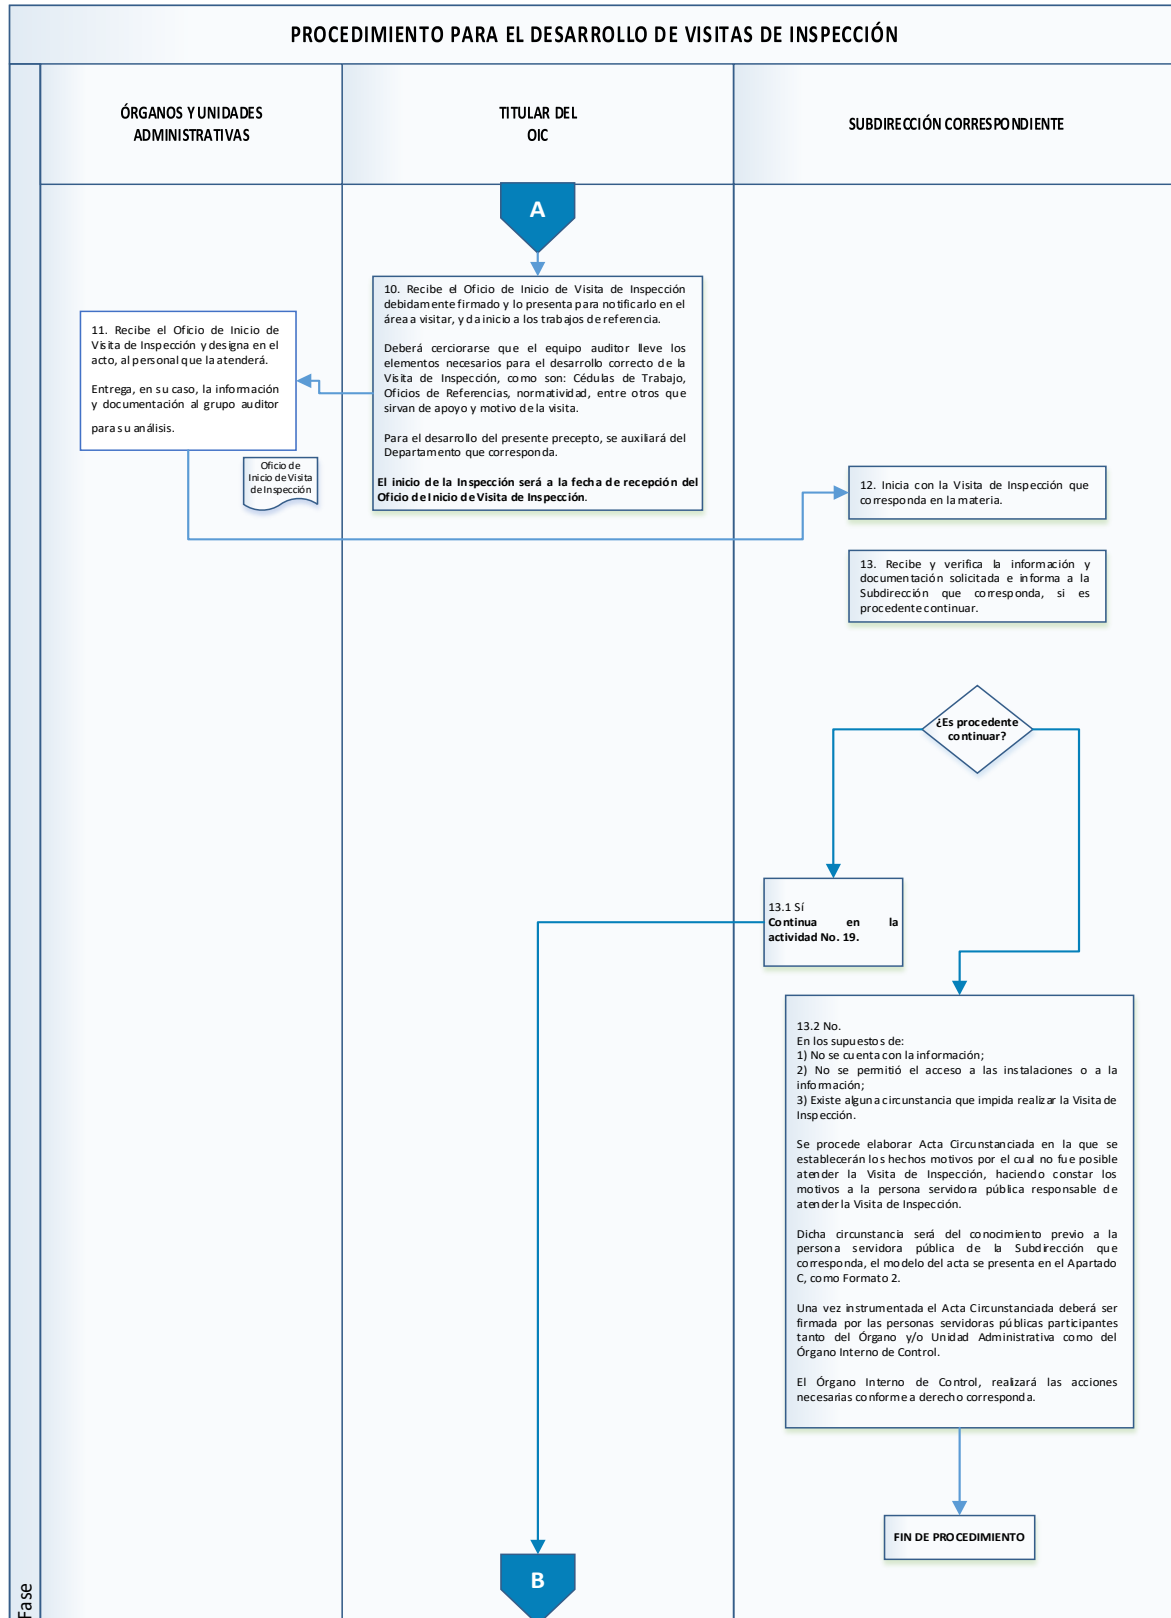 PROCEDIMIENTO PARA EL DESARROLLO DE VISITAS DE INSPECCIÓN
ÓRGANOS Y UNIDADES
ADMINISTRATIVAS
TITULAR DEL
OIC
SUBDIRECCIÓN CORRESPONDIENTE
A
10. Recibe el Oficio de Inicio de Visita de Inspección
debidamente firmado y lo presenta para notificarlo en el
área a visitar, y da inicio a los trabajos de referencia.
Deberá cerciorarse que el equipo auditor lleve los
elementos necesarios para el desarrollo correcto de la
Visita de Inspección, como son: Cédulas de Trabajo,
Oficios de Referencias, normatividad, entre otros que
sirvan de apoyo y motivo de la visita.
Para el desarrollo del presente precepto, se auxiliará del
Departamento que corresponda.
El inicio de la Inspección será a la fecha de recepción del
Oficio de Inicio de Visita de Inspección.
11. Recibe el Oficio de Inicio de
Visita de Inspección y designa en el
acto, al personal que la atenderá.
Entrega, en su caso, la información
y documentación al grupo auditor
para su análisis.
Oficio de
Inicio de Visita
de Inspección
12. Inicia con la Visita de Inspección que
corresponda en la materia.
13. Recibe y verifica la información y
documentación solicitada e informa a la
Subdirección que corresponda, si es
procedente continuar.
¿Es procedente
continuar?
13.1 Sí
Continua en la
actividad No. 19.
13.2 No.
En los supuestos de:
1) No se cuenta con la información;
2) No se permitió el acceso a las instalaciones o a la
información;
3) Existe alguna circunstancia que impida realizar la Visita de
Inspección.
Se procede elaborar Acta Circunstanciada en la que se
establecerán los hechos motivos por el cual no fue posible
atender la Visita de Inspección, haciendo constar los
motivos a la persona servidora pública responsable de
atender la Visita de Inspección.
Dicha circunstancia será del conocimiento previo a la
persona servidora pública de la Subdirección que
corresponda, el modelo del acta se presenta en el Apartado
C, como Formato 2.
Una vez instrumentada el Acta Circunstanciada deberá ser
firmada por las personas servidoras públicas participantes
tanto del Órgano y/o Unidad Administrativa como del
Órgano Interno de Control.
El Órgano Interno de Control, realizará las acciones
necesarias conforme a derecho corresponda.
FIN DE PROCEDIMIENTO
B
Fase